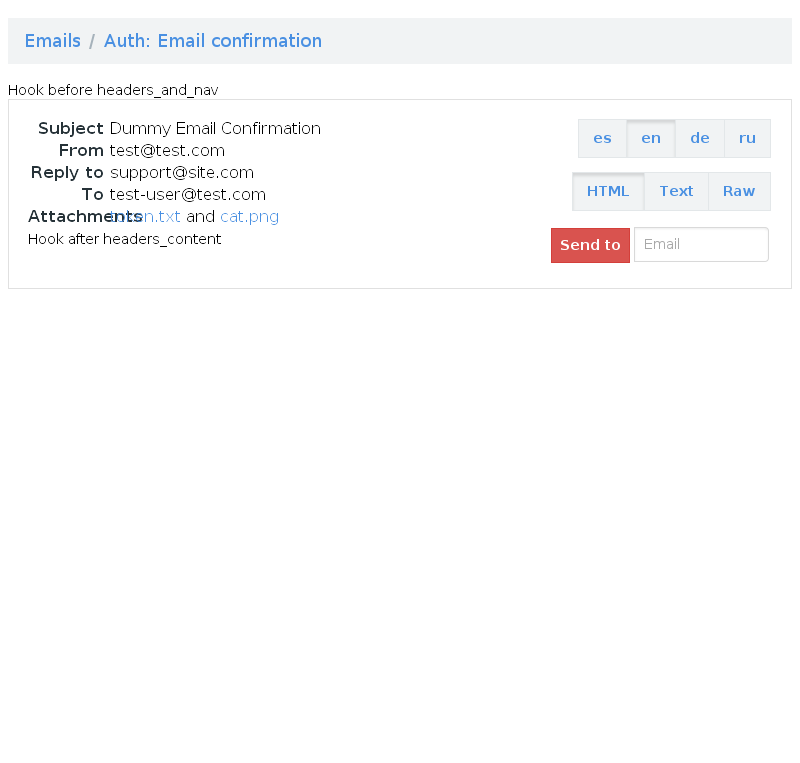 Emails / Auth: Email confirmation
Hook before headers_and_nav
Subject Dummy Email Confirmation
From test@test.com
Reply to support@site.com
To test-user@test.com
Attachments and cat.png
Hook after headers_content
es en de ru
HTML Text Raw
Send to Email